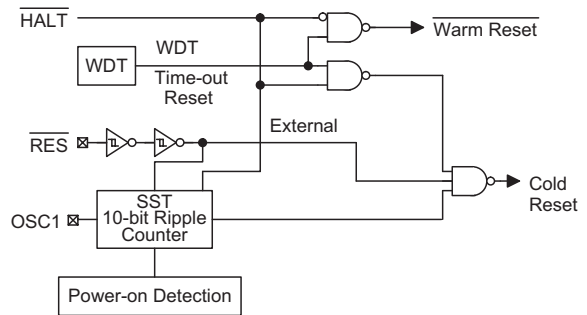 HALT
Warm Reset
WDT
WDT
Time-out
Reset
External
RES
Cold
Reset
OSC1
SST
10-bit Ripple
Counter
Power-on Detection